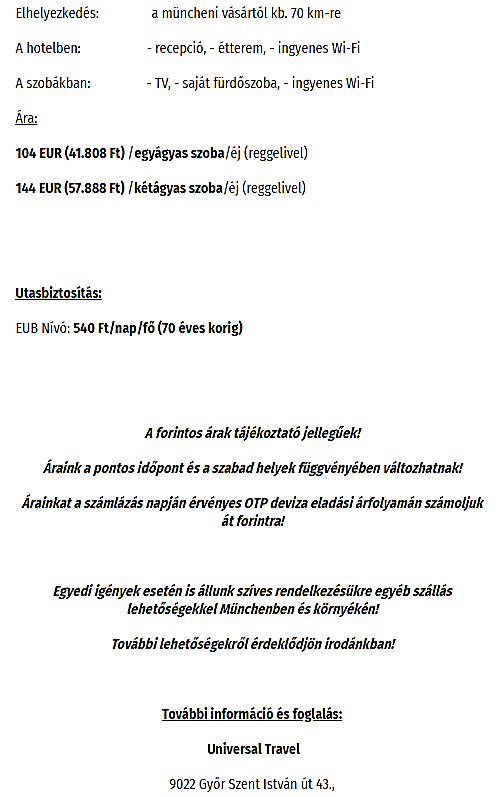 Elhelyezkedés: a müncheni vásártól kb. 70 km-re
A hotelben: - recepció, - étterem, - ingyenes Wi-Fi
A szobákban: - TV, - saját fürdőszoba, - ingyenes Wi-Fi
Ára:
104 EUR (41.808 Ft) /egyágyas szoba/éj (reggelivel)
144 EUR (57.888 Ft) /kétágyas szoba/éj (reggelivel)
Utasbiztosítás:
EUB Nívó: 540 Ft/nap/fő (70 éves korig)
A forintos árak tájékoztató jellegűek!
Áraink a pontos időpont és a szabad helyek függvényében változhatnak!
Árainkat a számlázás napján érvényes OTP deviza eladási árfolyamán számoljuk
át forintra!
Egyedi igények esetén is állunk szíves rendelkezésükre egyéb szállás
lehetőségekkel Münchenben és környékén!
További lehetőségekről érdeklődjön irodánkban!
További információ és foglalás:
Universal Travel
9022 Győr Szent István út 43.,